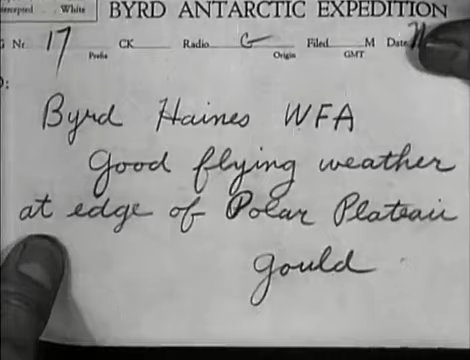 White
BYRD ANTARCTIC EXPEDITION
Nr. 17 CK Radio G Filed M Date
Prefix Origin GMT
Byrd Haines WFA
Good flying weather
at edge of Polar Plateau
Gould